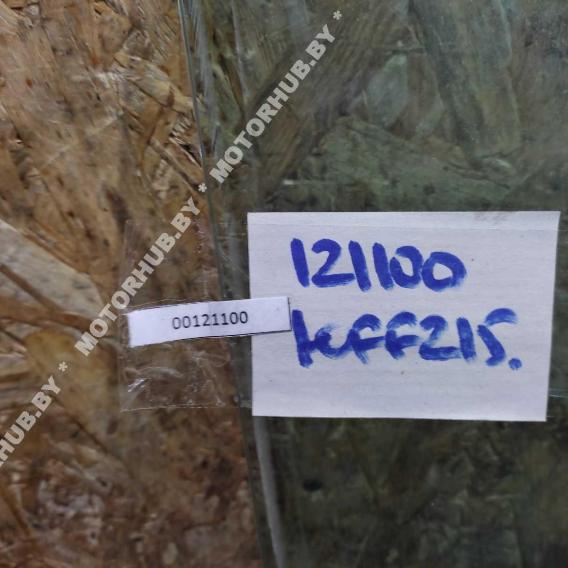 * MOTORHUB.BY * MOTORHUB.BY * MOTORHUB.BY *
121100
00121100
KFF215.